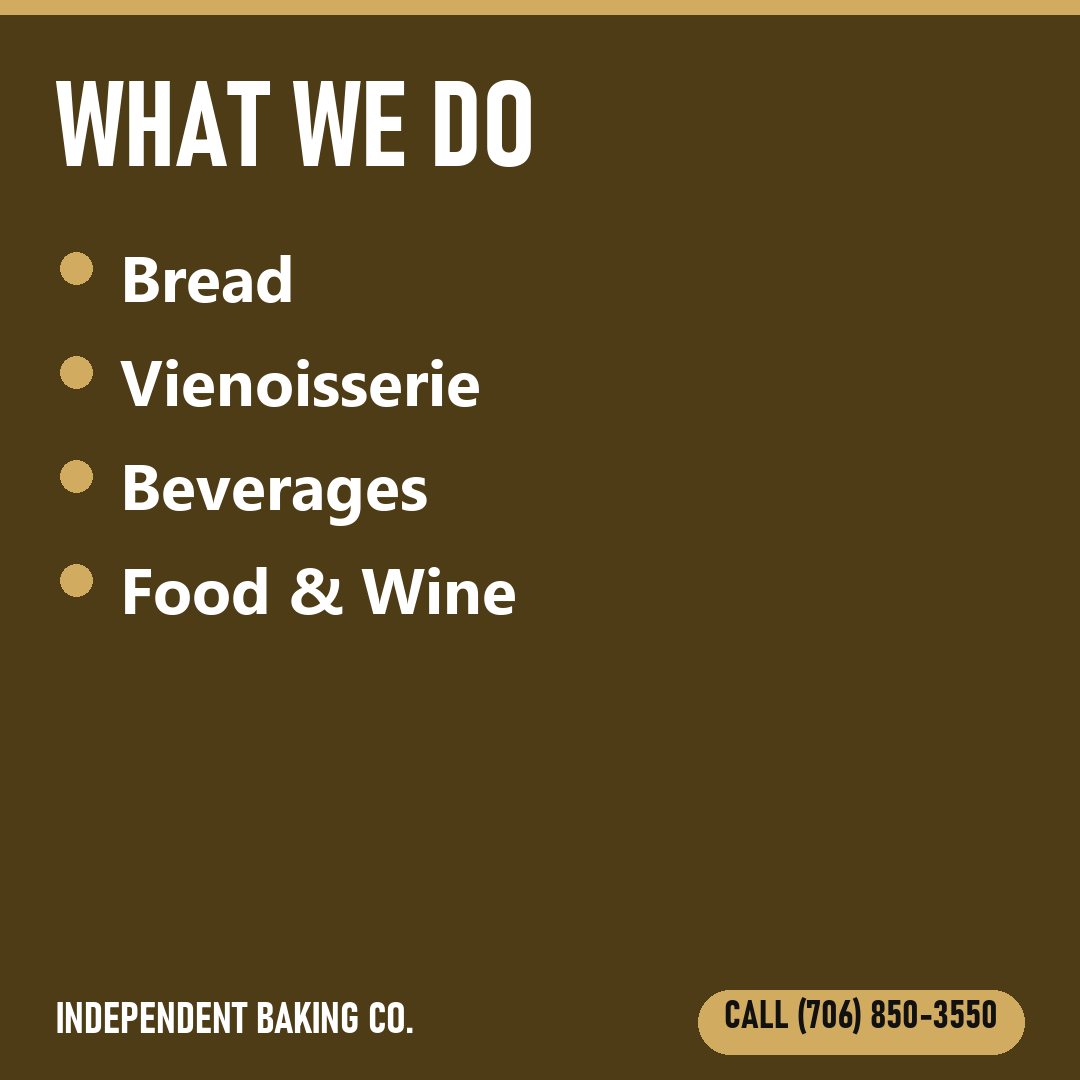 WHAT WE DO
Bread
Vienoisserie
Beverages
Food & Wine
INDEPENDENT BAKING CO.
CALL (706) 850-3550